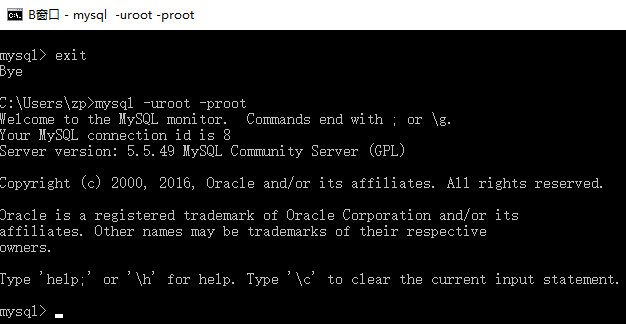 B窗口 - mysql  -uroot -proot
mysql> exit
Bye
C:\Users\zp>mysql -uroot -proot
Welcome to the MySQL monitor.  Commands end with ; or \g.
Your MySQL connection id is 8
Server version: 5.5.49 MySQL Community Server (GPL)
Copyright (c) 2000, 2016, Oracle and/or its affiliates. All rights reserved.
Oracle is a registered trademark of Oracle Corporation and/or its
affiliates. Other names may be trademarks of their respective
owners.
Type 'help;' or '\h' for help. Type '\c' to clear the current input statement.
mysql>